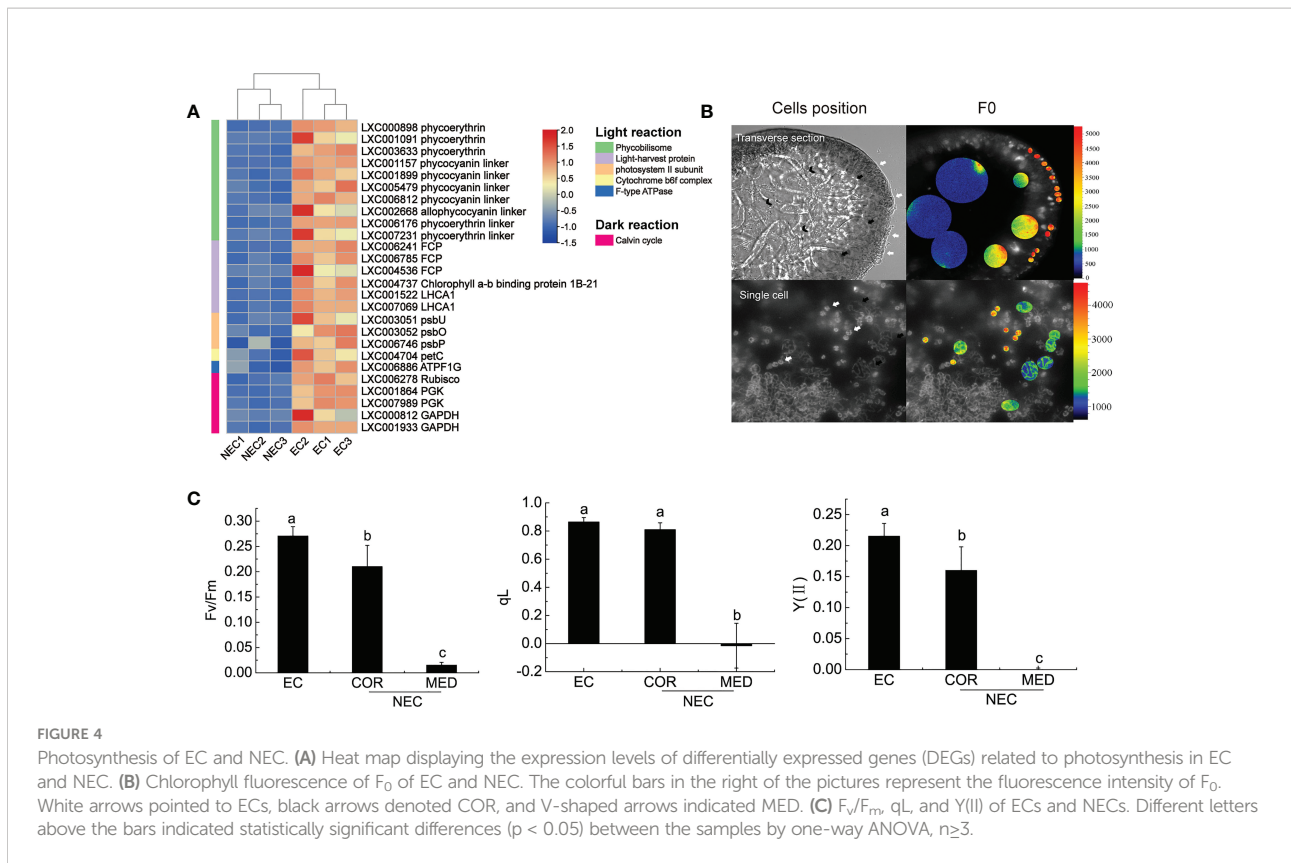 A
LXC000898 phycoerythrin
LXC001091 phycoerythrin
LXC003633 phycoerythrin
LXC001157 phycocyanin linker
LXC001899 phycocyanin linker
LXC005479 phycocyanin linker
LXC006812 phycocyanin linker
LXC002668 allophycocyanin linker
LXC006176 phycoerythrin linker
LXC007231 phycoerythrin linker
LXC006241 FCP
LXC006785 FCP
LXC004536 FCP
LXC004737 Chlorophyll a-b binding protein 1B-21
LXC001522 LHCA1
LXC007069 LHCA1
LXC003051 psbU
LXC003052 psbO
LXC006746 psbP
LXC004704 petC
LXC006886 ATPF1G
LXC006278 Rubisco
LXC001864 PGK
LXC007989 PGK
LXC000812 GAPDH
LXC001933 GAPDH
NEC1 NEC2 NEC3 EC2 EC1 EC3
2.0
1.5
1.0
0.5
0.0
-0.5
-1.0
-1.5
Light reaction
Phycobilisome
Light-harvest protein
photosystem II subunit
Cytochrome b6f complex
F-type ATPase
Dark reaction
Calvin cycle
B
Cells position F0
Transverse section
5000
4500
4000
3500
3000
2500
2000
1500
1000
500
0
Single cell
4000
3000
2000
1000
C
Fv/Fm
0.30
0.25
0.20
0.15
0.10
0.05
0.00
a
b
c
EC COR MED
NEC
qL
1.0
0.8
0.6
0.4
0.2
0.0
-0.2
a
a
b
EC COR MED
NEC
Y(II)
0.25
0.20
0.15
0.10
0.05
0.00
a
b
c
EC COR MED
NEC
FIGURE 4
Photosynthesis of EC and NEC. (A) Heat map displaying the expression levels of differentially expressed genes (DEGs) related to photosynthesis in EC
and NEC. (B) Chlorophyll fluorescence of F0 of EC and NEC. The colorful bars in the right of the pictures represent the fluorescence intensity of F0.
White arrows pointed to ECs, black arrows denoted COR, and V-shaped arrows indicated MED. (C) Fv/Fm, qL, and Y(II) of ECs and NECs. Different letters
above the bars indicated statistically significant differences (p < 0.05) between the samples by one-way ANOVA, n≥3.